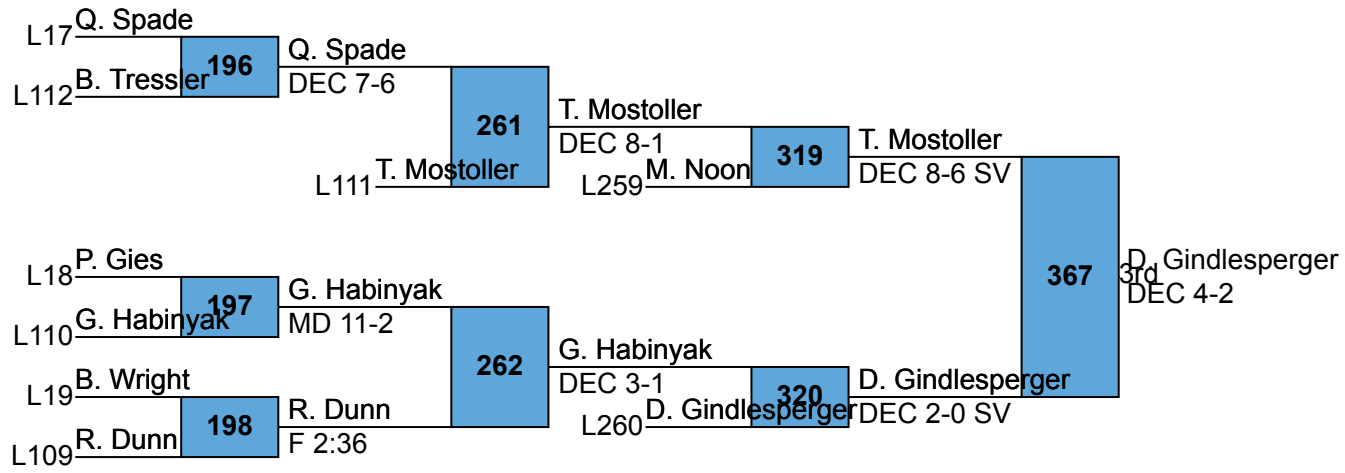 Q. Spade
L17
196
Q. Spade
DEC 7-6
B. Tressler
L112
261
T. Mostoller
DEC 8-1
L111
T. Mostoller
319
T. Mostoller
DEC 8-6 SV
L259
M. Noon
P. Gies
L18
197
G. Habinyak
MD 11-2
G. Habinyak
L110
262
G. Habinyak
DEC 3-1
B. Wright
L19
198
R. Dunn
F 2:36
R. Dunn
L109
320
D. Gindlesperger
L260
D. Gindlesperger
DEC 2-0 SV
367
3rd
D. Gindlesperger
DEC 4-2